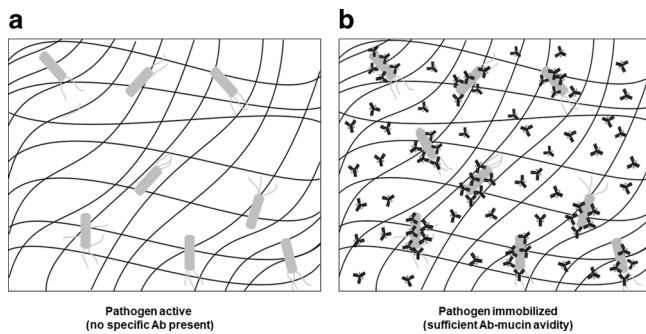 a
b
Pathogen active
(no specific Ab present)
Pathogen immobilized
(sufficient Ab-mucin avidity)